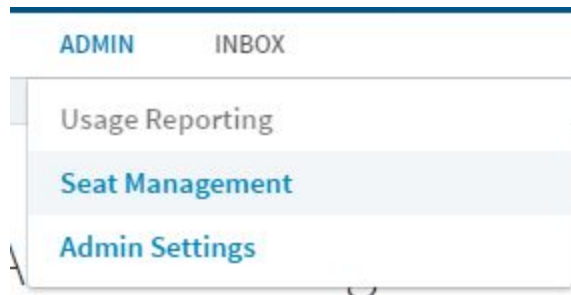 ADMIN INBOX
Usage Reporting
Seat Management
Admin Settings